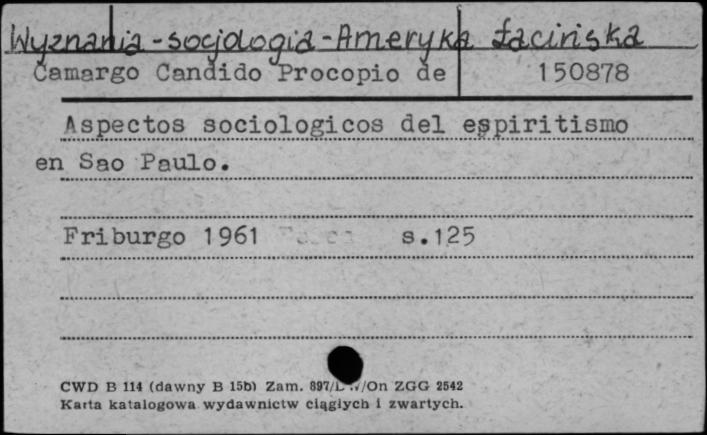 Wyznania - socjologia - Ameryka Łacińska
Camargo Candido Procopio de 150878
Aspectos sociologicos del espiritismo
en Sao Paulo.
Friburgo 1961 s.125
CWD B 114 (dawny B 15b) Zam. 897/ /On ZGG 2542
Karta katalogowa wydawnictw ciągłych i zwartych.